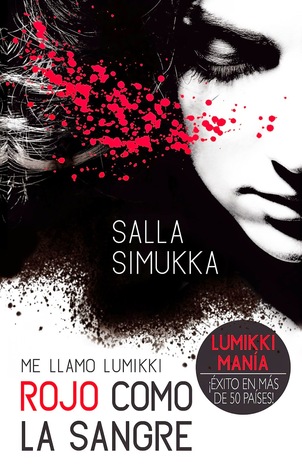 SALLA
SIMUKKA
ME LLAMO LUMIKKI
ROJO COMO
LA SANGRE
LUMIKKI
MANÍA
¡ÉXITO EN MÁS
DE 50 PAÍSES!